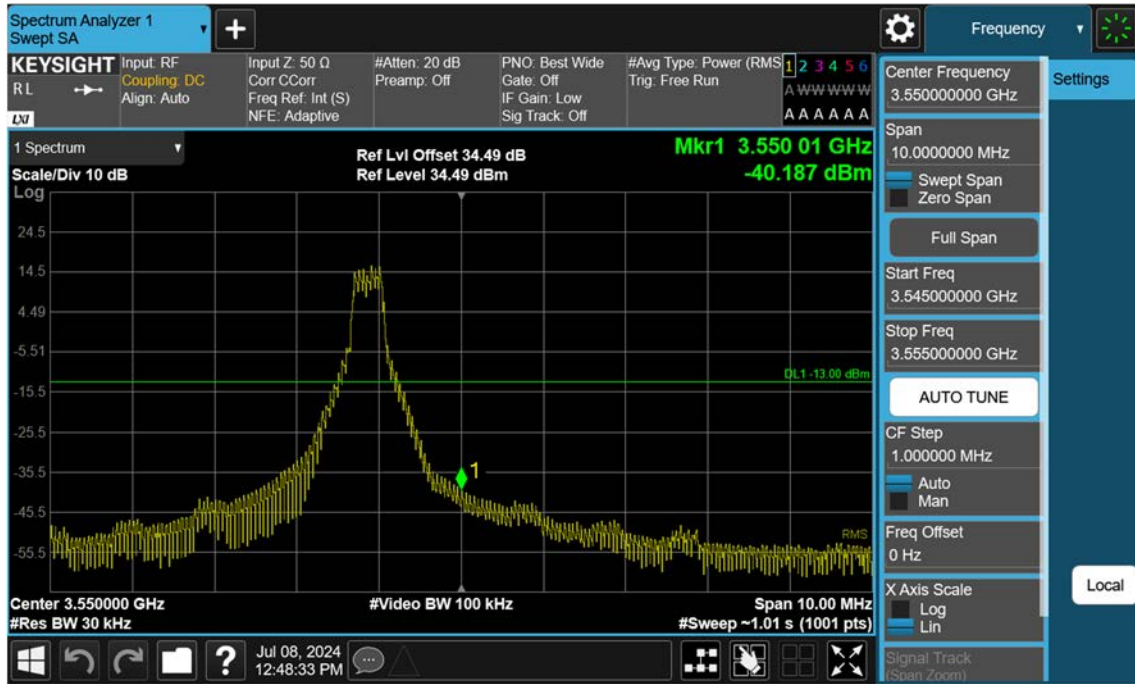 Spectrum Analyzer 1
Swept SA
Frequency
KEYSIGHT
RL
LXI
Input: RF
Coupling: DC
Align: Auto
Input Z: 50 Ω
Corr CCorr
Freq Ref: Int (S)
NFE: Adaptive
#Atten: 20 dB
Preamp: Off
PNO: Best Wide
Gate: Off
IF Gain: Low
Sig Track: Off
#Avg Type: Power (RMS
Trig: Free Run
1 2 3 4 5 6
A W W W W W
A A A A A A
1 Spectrum
Scale/Div 10 dB
Ref Lvl Offset 34.49 dB
Ref Level 34.49 dBm
Mkr1 3.550 01 GHz
-40.187 dBm
Log
24.5
14.5
4.49
-5.51
-15.5
-25.5
-35.5
-45.5
-55.5
DL1 -13.00 dBm
1
RMS
Center 3.550000 GHz
#Video BW 100 kHz
Span 10.00 MHz
#Res BW 30 kHz
#Sweep ~1.01 s (1001 pts)
Center Frequency
3.550000000 GHz
Span
10.0000000 MHz
Swept Span
Zero Span
Full Span
Start Freq
3.545000000 GHz
Stop Freq
3.555000000 GHz
AUTO TUNE
CF Step
1.000000 MHz
Auto
Man
Freq Offset
0 Hz
X Axis Scale
Log
Lin
Signal Track
(Span Zoom)
Settings
Local
?
Jul 08, 2024
12:48:33 PM